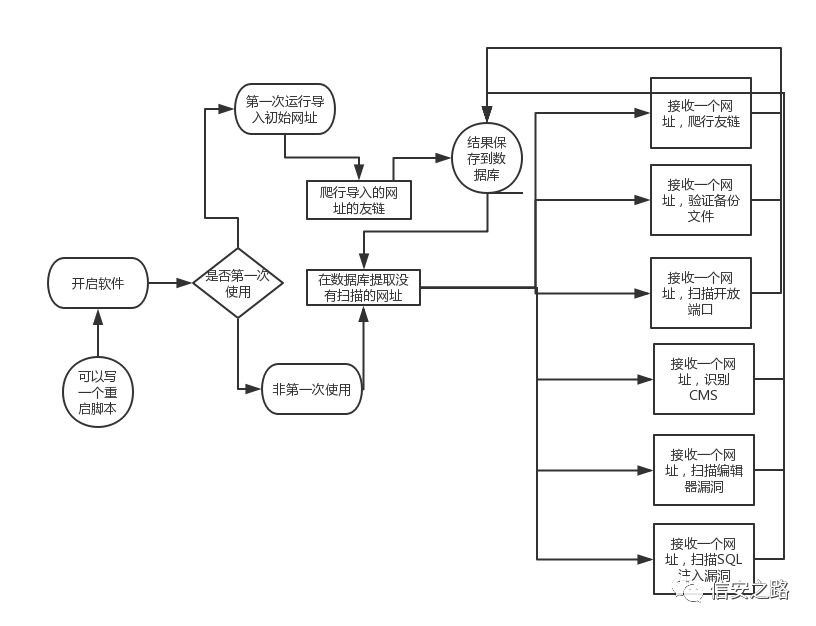 第一次运行导
入初始网址
爬行导入的网
址的友链
结果保
存到数
据库
开启软件
是否第一次
使用
在数据库提取没
有扫描的网址
可以写
一个重
启脚本
非第一次使用
接收一个网
址，爬行友链
接收一个网
址，验证备份
文件
接收一个网
址，扫描开放
端口
接收一个网
址，识别
CMS
接收一个网
址，扫描编辑
器漏洞
接收一个网
址，扫描SQL
注入漏洞
信安之路